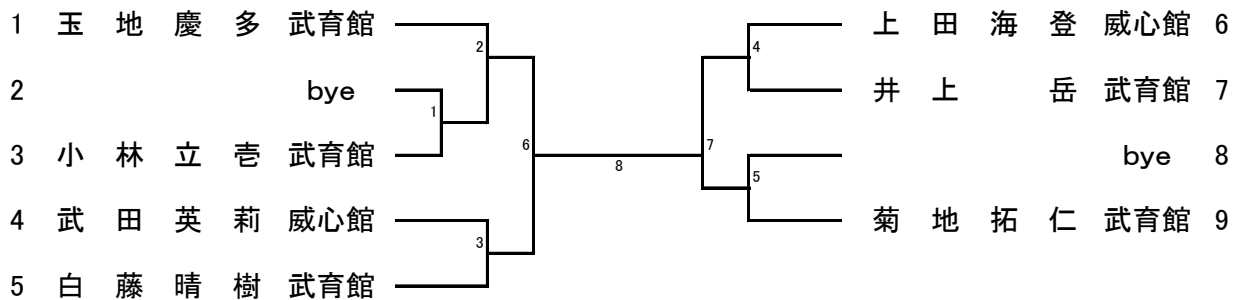 1 玉 地 慶 多 武育館
2 bye
3 小 林 立 壱 武育館
4 武 田 英 莉 威心館
5 白 藤 晴 樹 武育館
2
1
6
3
8
4
7
5
上 田 海 登 威心館 6
井 上 岳 武育館 7
bye 8
菊 地 拓 仁 武育館 9